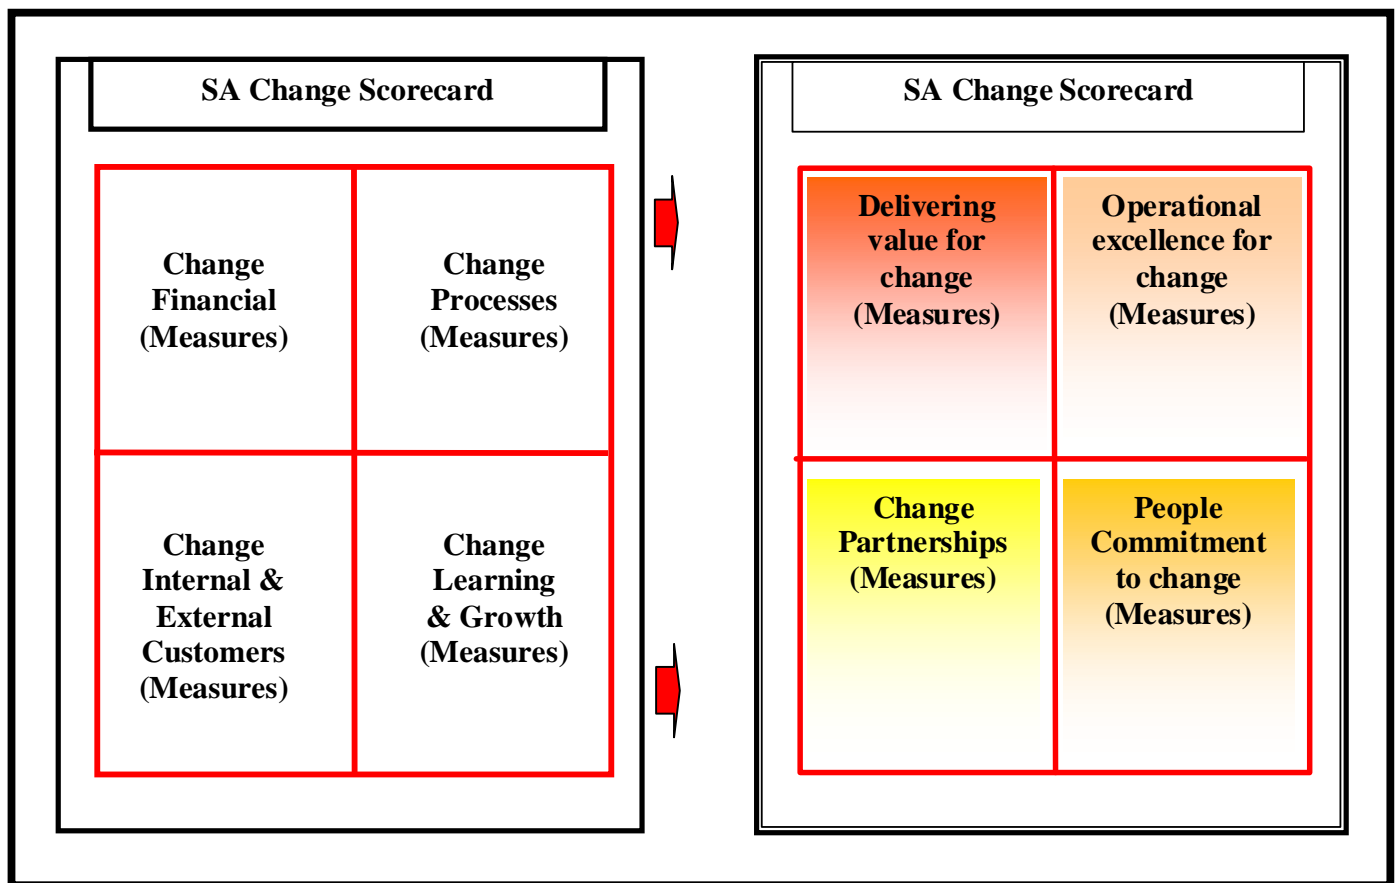 SA Change Scorecard
Change
Financial
(Measures)
Change
Processes
(Measures)
Change
Internal &
External
Customers
(Measures)
Change
Learning
& Growth
(Measures)
SA Change Scorecard
Delivering
value for
change
(Measures)
Operational
excellence for
change
(Measures)
Change
Partnerships
(Measures)
People
Commitment
to change
(Measures)